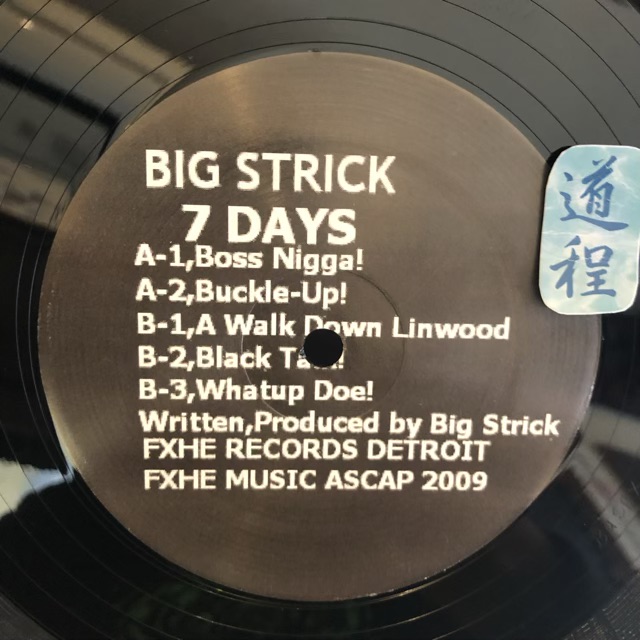 BIG STRICK
7 DAYS
A-1,Boss Nigga!
A-2,Buckle-Up!
B-1,A Walk Down Linwood
B-2,Black
B-3,Whatup Doe!
Written,Produced by Big Strick
FXHE RECORDS DETROIT
FXHE MUSIC ASCAP 2009
道程